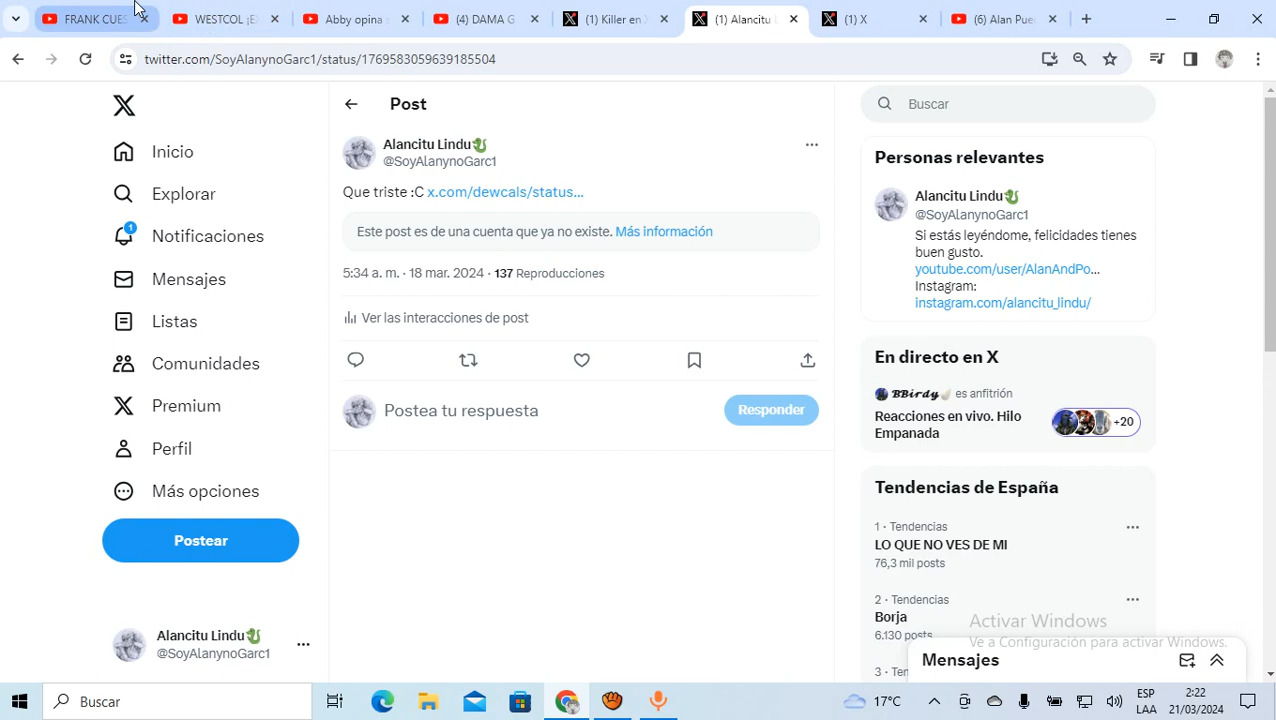 FRANK CUES
WESTCOL ¡E
Abby opina
(4) DAMA G
(1) Killer en
(1) Alancitu
(1) X
(6) Alan Pue
twitter.com/SoyAlanynoGarc1/status/1769583059639185504
Inicio
Explorar
1
Notificaciones
Mensajes
Listas
Comunidades
Premium
Perfil
Más opciones
Postear
Alancitu Lindu
@SoyAlanynoGarc1
Post
Alancitu Lindu
@SoyAlanynoGarc1
Que triste :C x.com/dewcals/status...
Este post es de una cuenta que ya no existe. Más información
5:34 a. m. · 18 mar. 2024 · 137 Reproducciones
Ver las interacciones de post
Postea tu respuesta
Responder
Buscar
Personas relevantes
Alancitu Lindu
@SoyAlanynoGarc1
Si estás leyéndome, felicidades tienes
buen gusto.
youtube.com/user/AlanAndPo...
Instagram:
instagram.com/alancitu_lindu/
En directo en X
𝓑𝓑𝓲𝓻𝓭𝔂 es anfitrión
Reacciones en vivo. Hilo
Empanada
+20
Tendencias de España
1 · Tendencias
LO QUE NO VES DE MI
76,3 mil posts
2 · Tendencias
Borja
6.130 posts
3 · Tendencias
Activar Windows
Ve a Configuración para activar Windows.
Mensajes
Buscar
17°C
ESP
LAA
2:22
21/03/2024